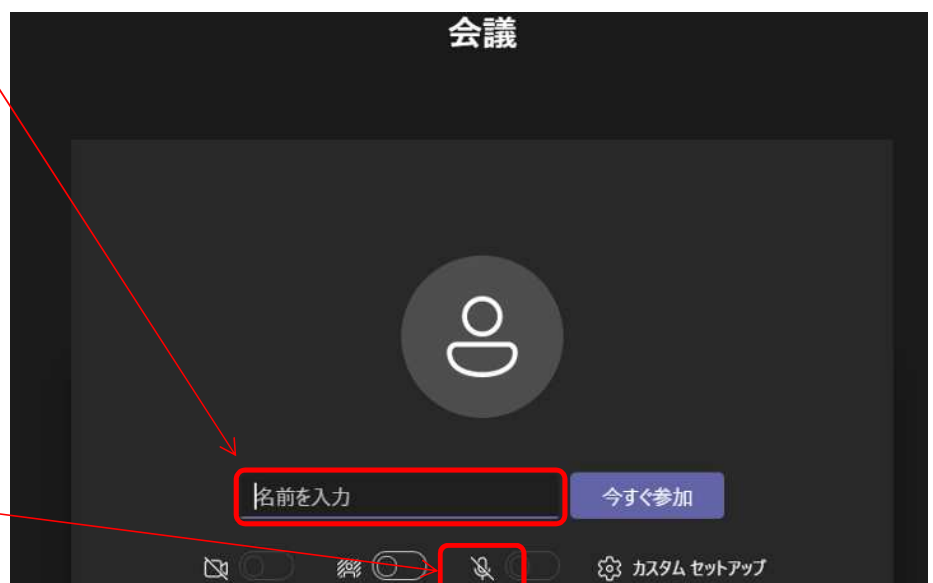 会議
名前を入力
今すぐ参加
カスタム セットアップ